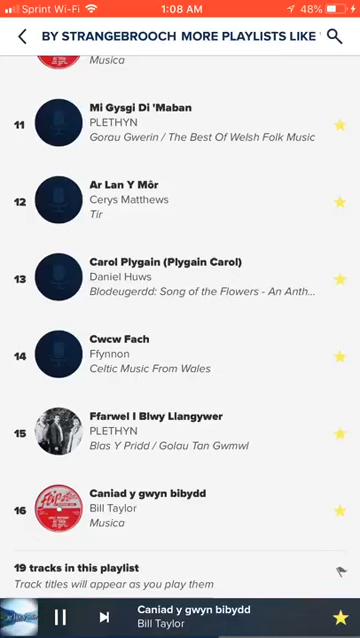 Sprint Wi-Fi 1:08 AM 48%
BY STRANGEBROOCH MORE PLAYLISTS LIKE
Musica
11 Mi Gysgi Di 'Maban
PLETHYN
Gorau Gwerin / The Best Of Welsh Folk Music
12 Ar Lan Y Môr
Cerys Matthews
Tir
13 Carol Plygain (Plygain Carol)
Daniel Huws
Blodeugerdd: Song of the Flowers - An Anth...
14 Cwcw Fach
Ffynnon
Celtic Music From Wales
15 Ffarwel I Blwy Llangywer
PLETHYN
Blas Y Pridd / Golau Tan Gwmwl
16 Caniad y gwyn bibydd
Bill Taylor
Musica
19 tracks in this playlist
Track titles will appear as you play them
Caniad y gwyn bibydd
Bill Taylor